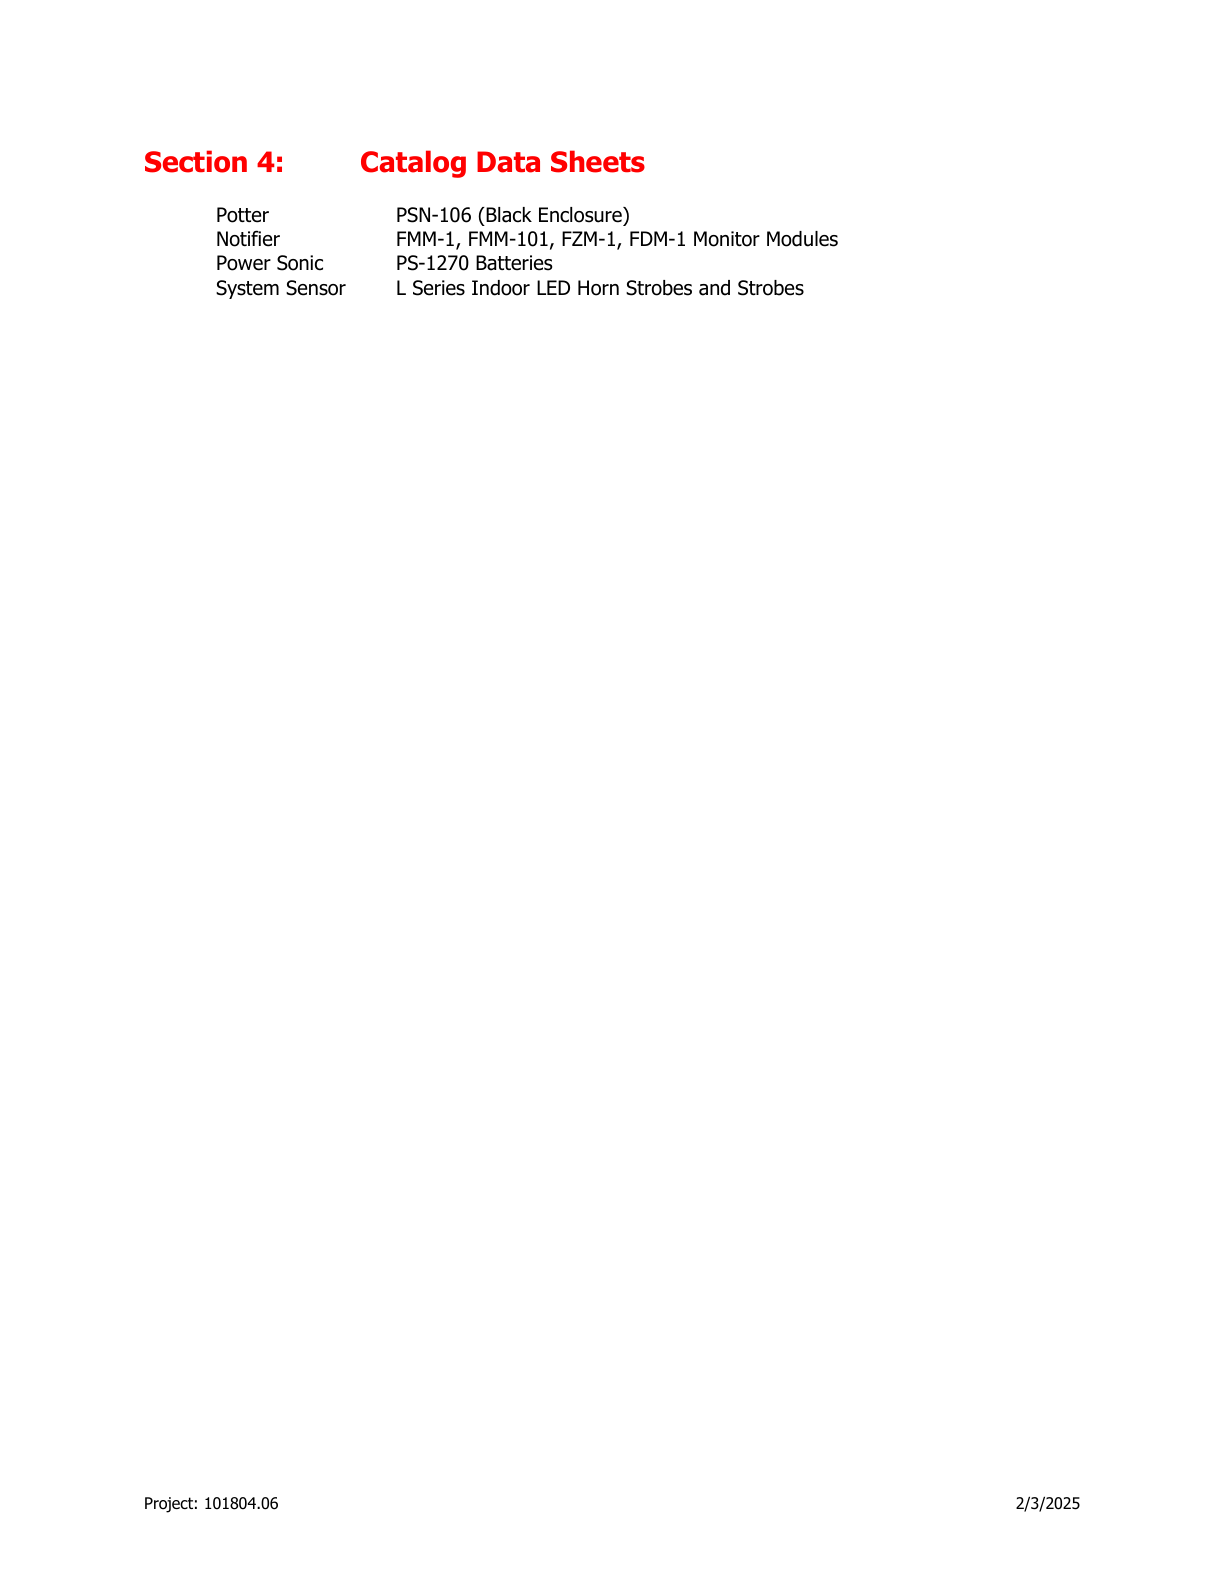 Section 4: Catalog Data Sheets
Potter PSN-106 (Black Enclosure)
Notifier FMM-1, FMM-101, FZM-1, FDM-1 Monitor Modules
Power Sonic PS-1270 Batteries
System Sensor L Series Indoor LED Horn Strobes and Strobes
Project: 101804.06 2/3/2025